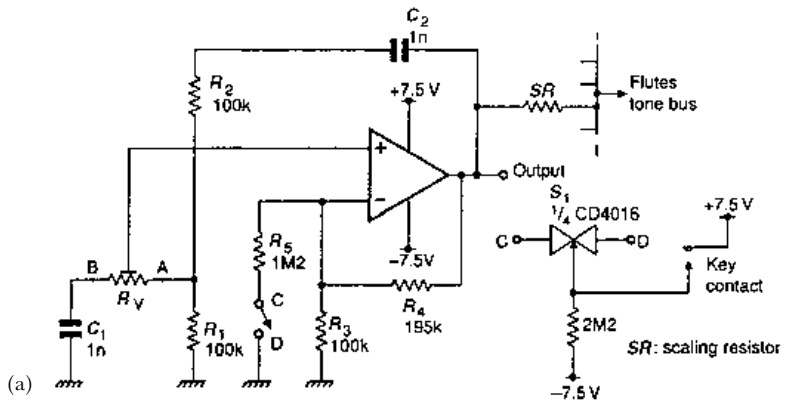 C2
1n
R2
100k
+7.5 V
SR
Flutes
tone bus
+
−
Output
−7.5V
S1
1/4 CD4016
C
D
+7.5 V
Key
contact
B
A
RV
R5
1M2
C
D
R4
195k
C1
1n
R1
100k
R3
100k
2M2
−7.5 V
SR: scaling resistor
(a)